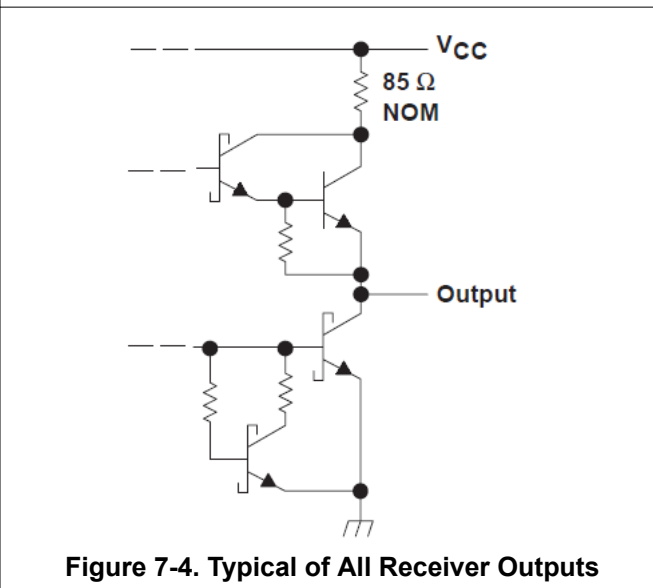 VCC
85 Ω
NOM
Output
Figure 7-4. Typical of All Receiver Outputs